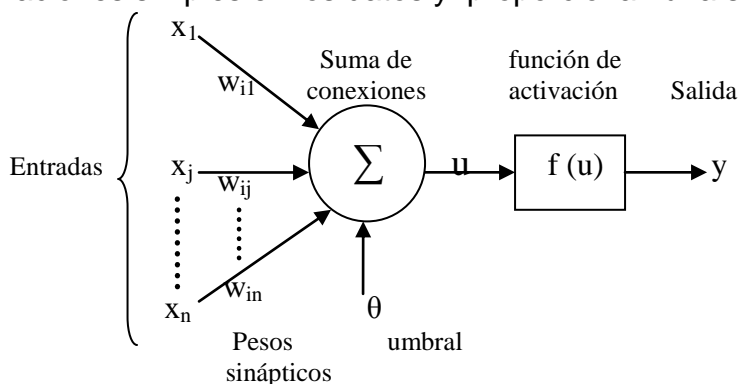 x1
Suma de
conexiones
función de
activación
Salida
wi1
Entradas
xj
wij
∑
u
f (u)
y
win
xn
θ
Pesos
sinápticos
umbral